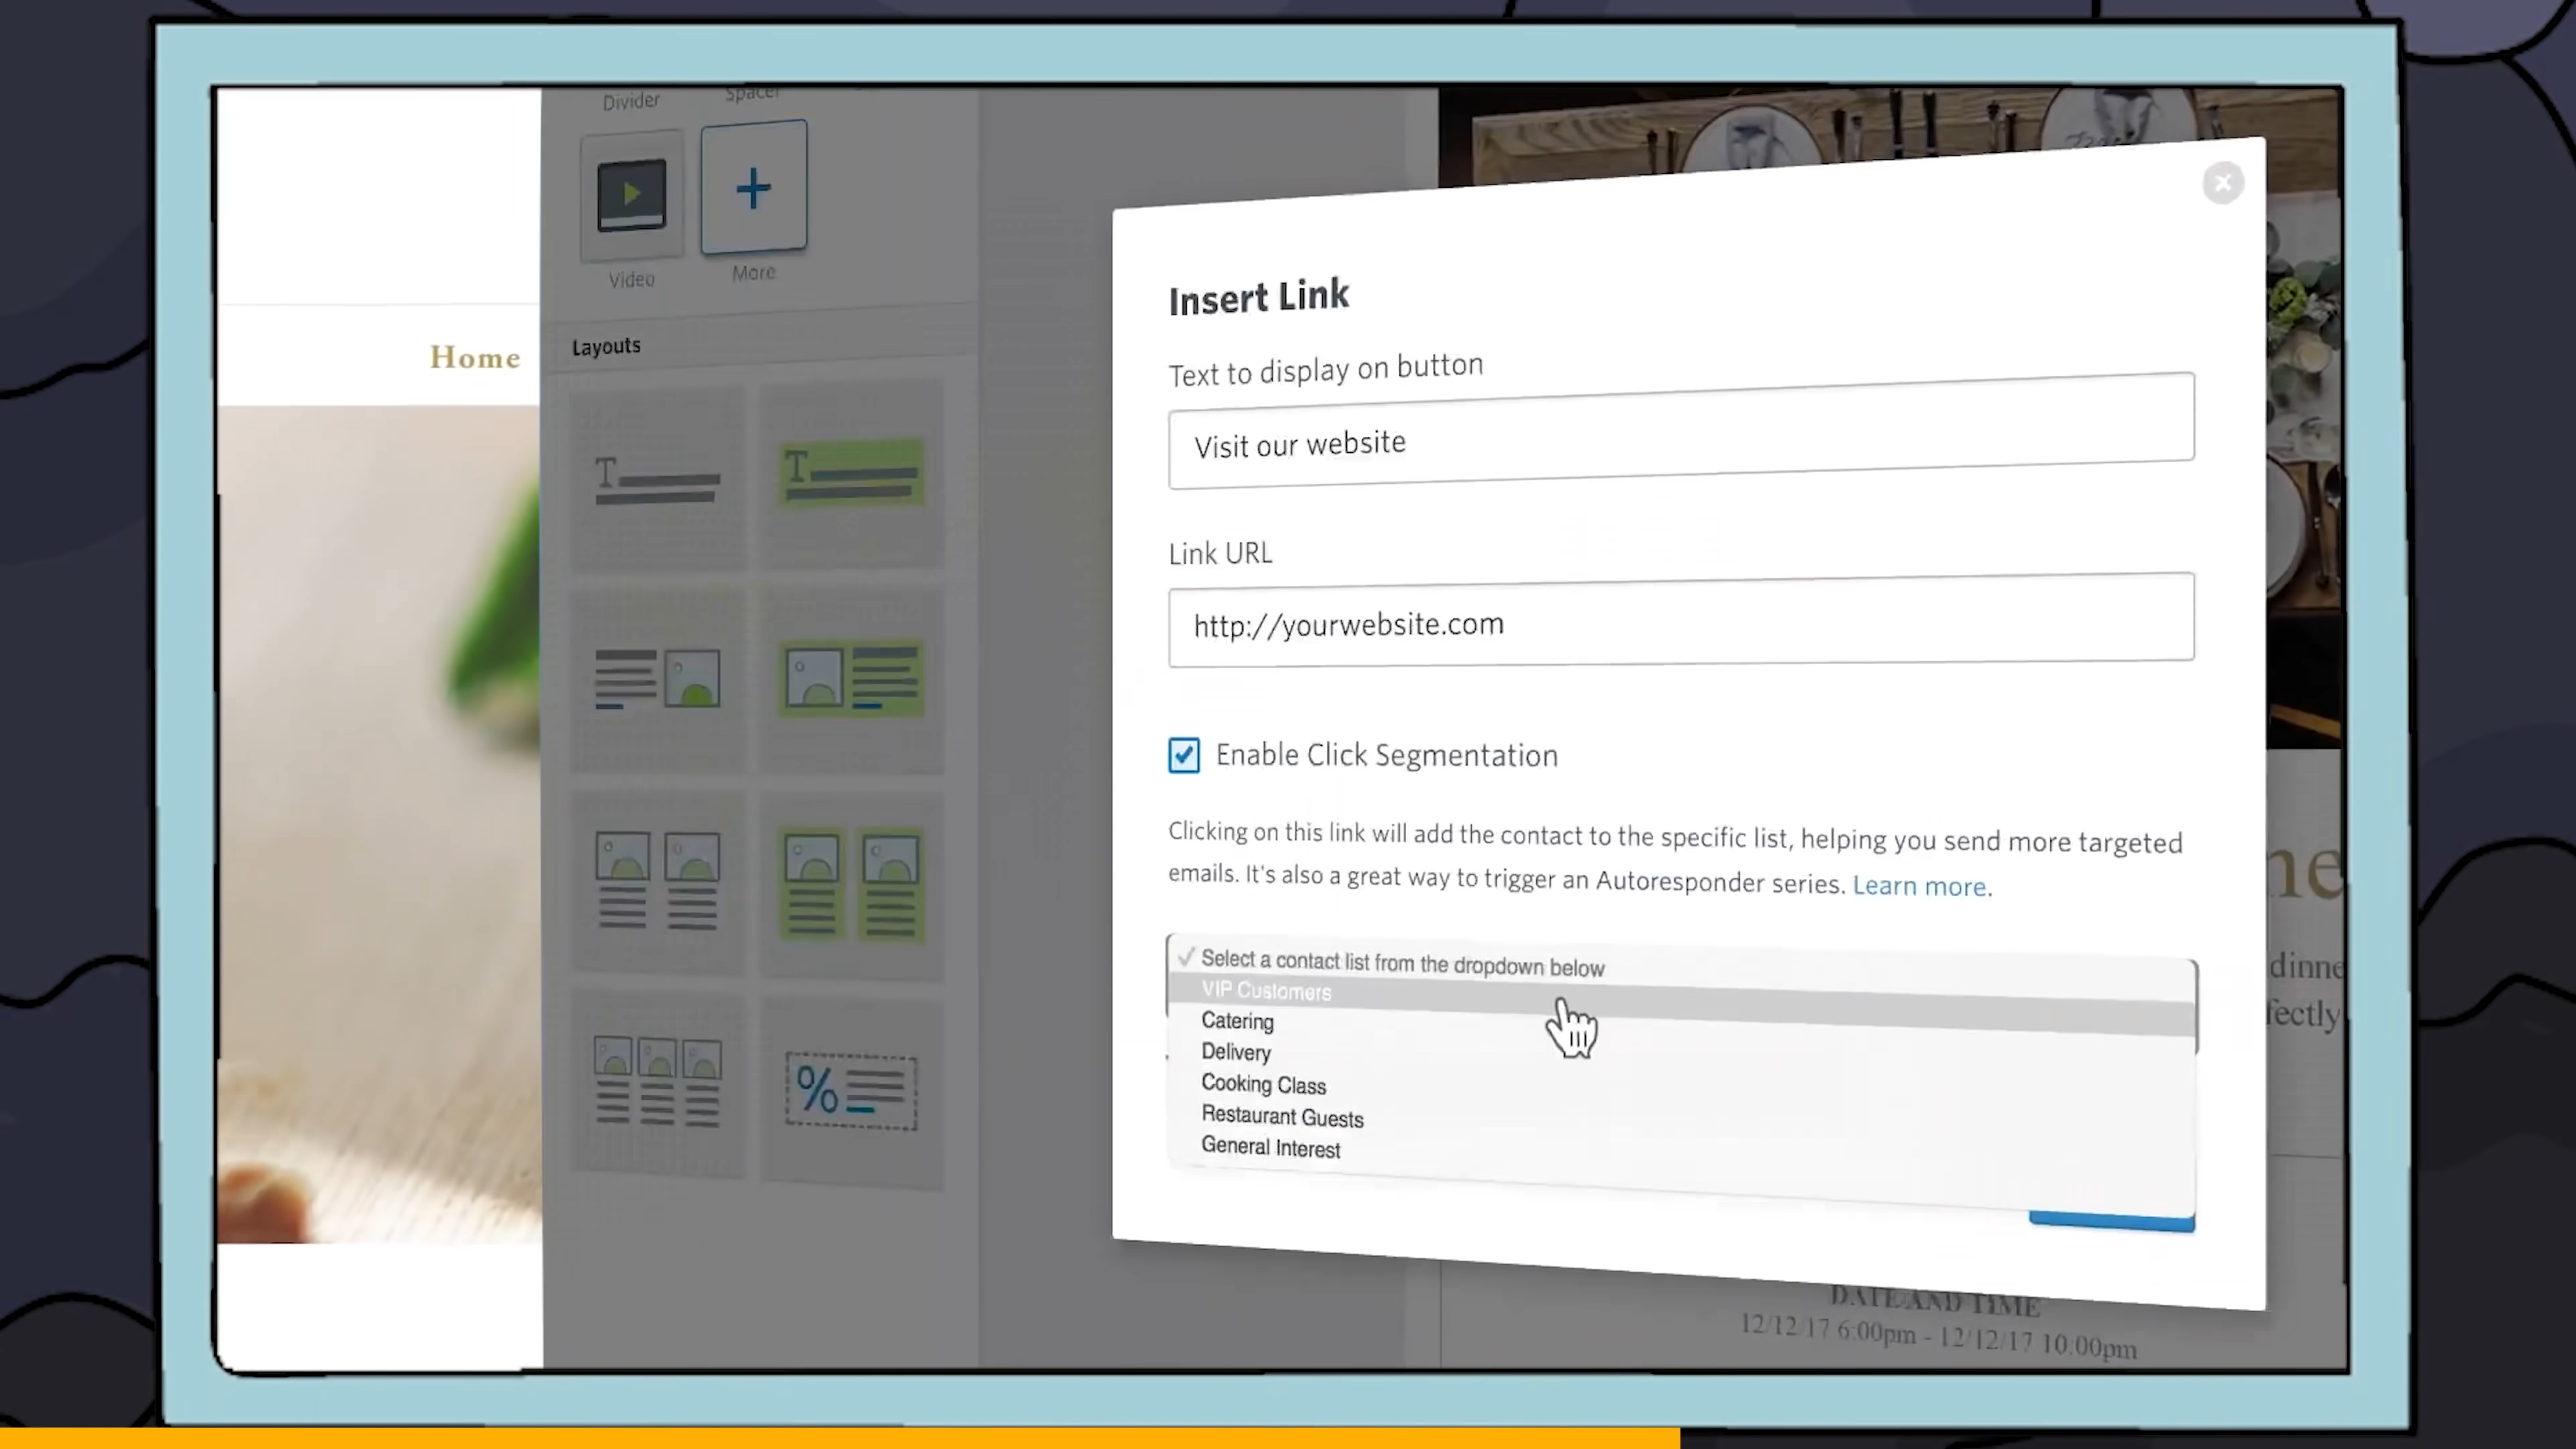 Divider
Spacer
Video
More
Home
Layouts
T
T
%
Insert Link
Text to display on button
Visit our website
Link URL
http://yourwebsite.com
Enable Click Segmentation
Clicking on this link will add the contact to the specific list, helping you send more targeted
emails. It's also a great way to trigger an Autoresponder series. Learn more.
Select a contact list from the dropdown below
VIP Customers
Catering
Delivery
Cooking Class
Restaurant Guests
General Interest
DATE AND TIME
12/12/17 6:00pm - 12/12/17 10:00pm